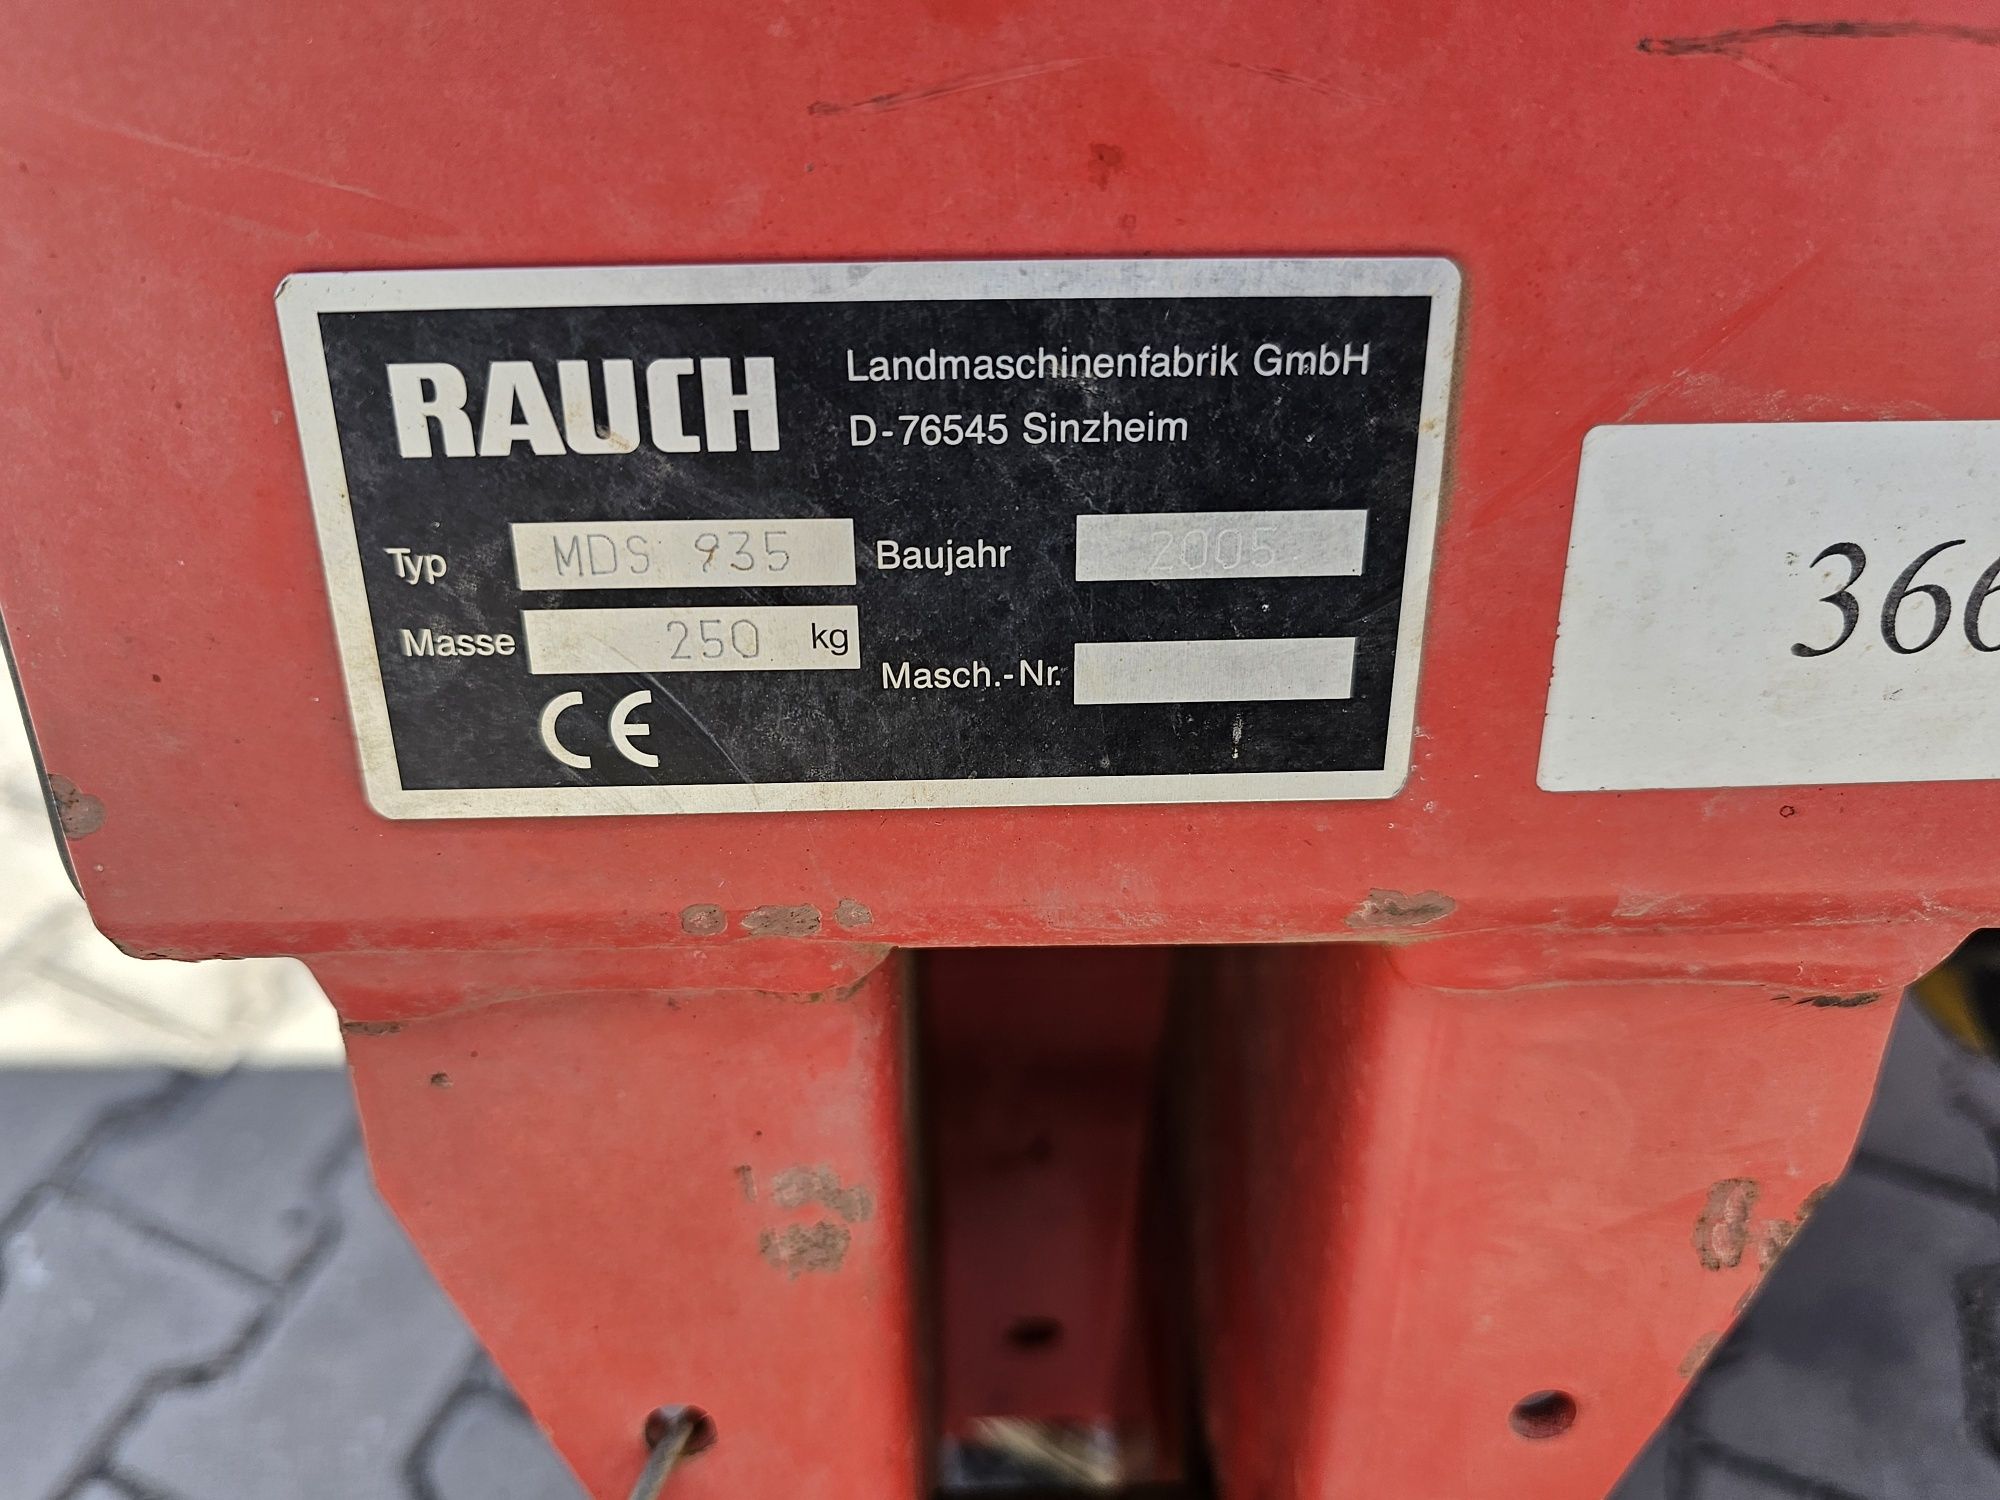 RAUCH
Landmaschinenfabrik GmbH
D-76545 Sinzheim
Typ MDS 935 Baujahr 2005
Masse 250 kg
Masch.-Nr.
CE
366